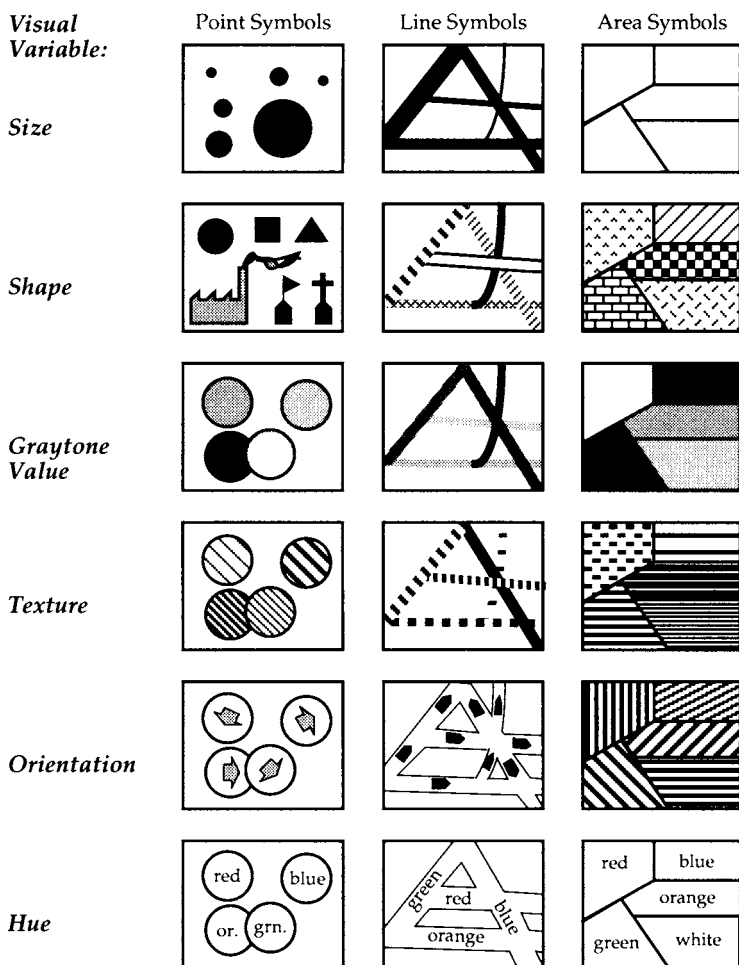 Visual
Variable:
Point Symbols
Line Symbols
Area Symbols
Size
Shape
Graytone
Value
Texture
Orientation
Hue
red
blue
or.
grn.
green
red
blue
orange
red
blue
orange
green
white